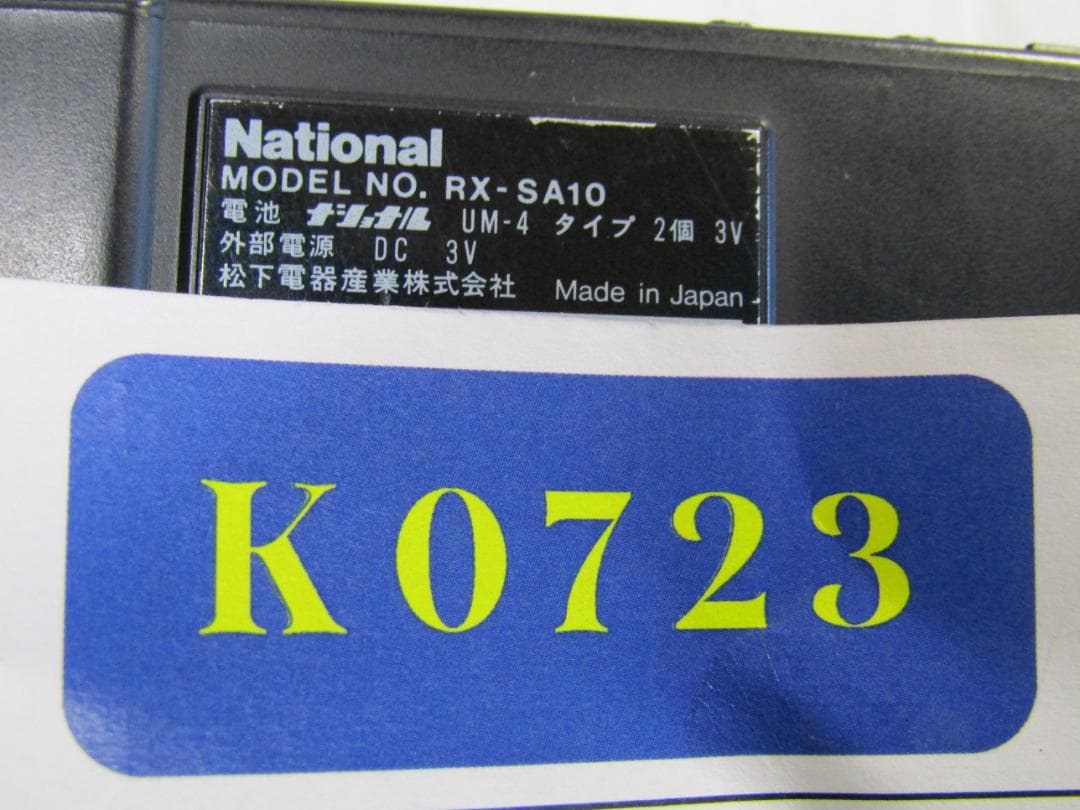 National
MODEL NO. RX-SA10
電池 ナショナル UM-4 タイプ 2個 3V
外部電源 DC 3V
松下電器産業株式会社 Made in Japan
K0723